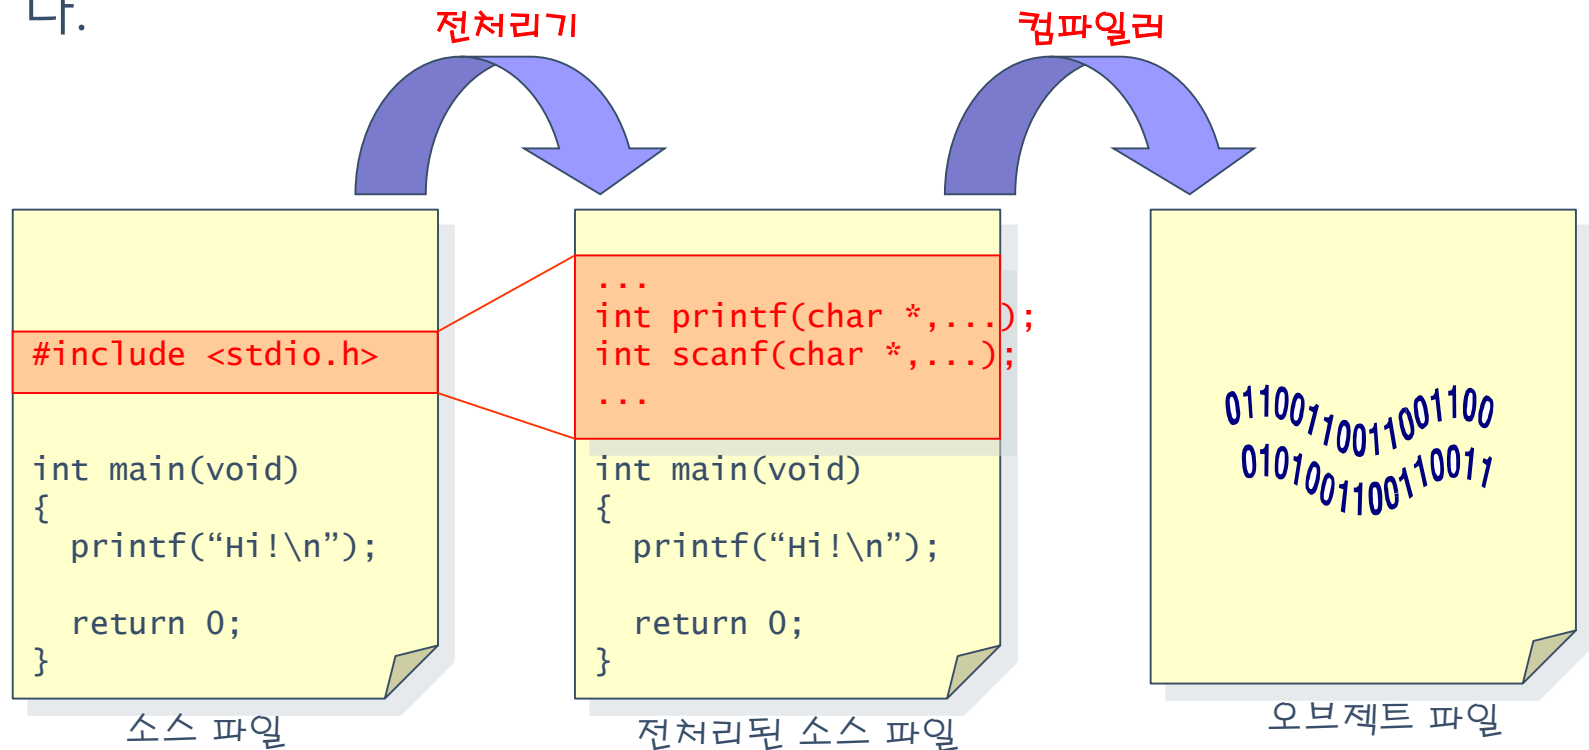 다.
전처리기
컴파일러
#include <stdio.h>
int main(void)
{
printf(“Hi!\n”);
return 0;
}
소스 파일
...
int printf(char *,...);
int scanf(char *,...);
...
int main(void)
{
printf(“Hi!\n”);
return 0;
}
전처리된 소스 파일
01100110011001100
01010011001100 11
오브젝트 파일